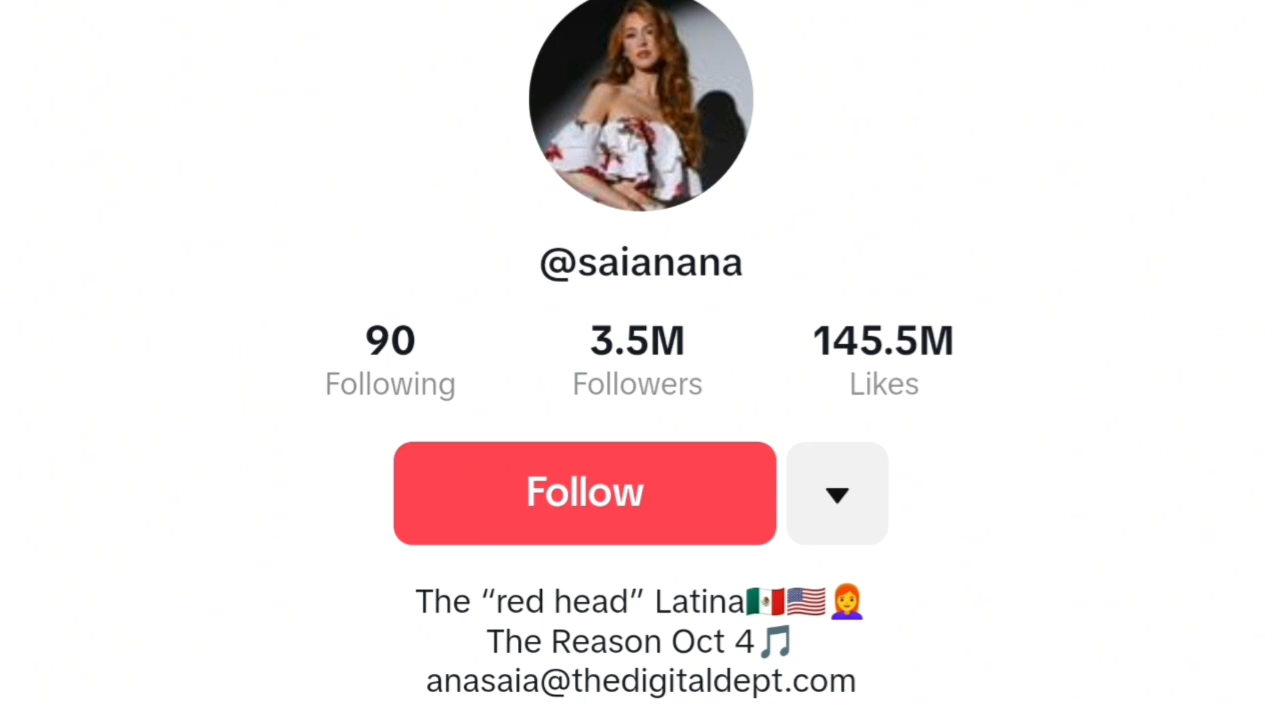 @saianana
90 3.5M 145.5M
Following Followers Likes
Follow
The “red head” Latina🇲🇽🇺🇸👩‍🦰
The Reason Oct 4🎵
anasaia@thedigitaldept.com